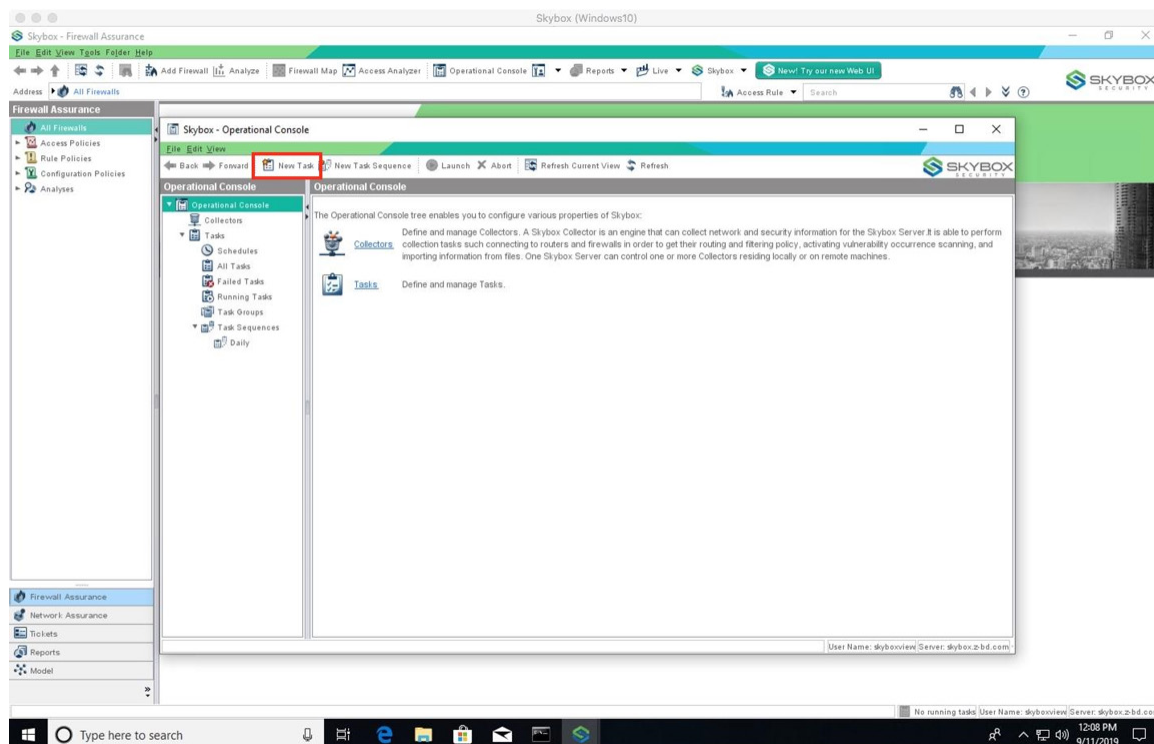 Skybox (Windows10)
Skybox - Firewall Assurance
File Edit View Tools Folder Help
Add Firewall Analyze Firewall Map Access Analyzer Operational Console Reports Live Skybox New! Try our new Web UI
SKYBOX
SECURITY
Address All Firewalls Access Rule Search
Firewall Assurance
All Firewalls
Access Policies
Rule Policies
Configuration Policies
Analyses
Skybox - Operational Console
File Edit View
Back Forward New Task New Task Sequence Launch Abort Refresh Current View Refresh
SKYBOX
SECURITY
Operational Console
Operational Console
Collectors
Tasks
Schedules
All Tasks
Failed Tasks
Running Tasks
Task Groups
Task Sequences
Daily
Operational Console
The Operational Console tree enables you to configure various properties of Skybox:
Collectors
Define and manage Collectors. A Skybox Collector is an engine that can collect network and security information for the Skybox Server.It is able to perform
collection tasks such connecting to routers and firewalls in order to get their routing and filtering policy, activating vulnerability occurrence scanning, and
importing information from files. One Skybox Server can control one or more Collectors residing locally or on remote machines.
Tasks Define and manage Tasks.
User Name: skyboxview Server: skybox.z-bd.com
Firewall Assurance
Network Assurance
Tickets
Reports
Model
No running tasks User Name: skyboxview Server: skybox.z-bd.co
Type here to search
12:08 PM
9/11/2019